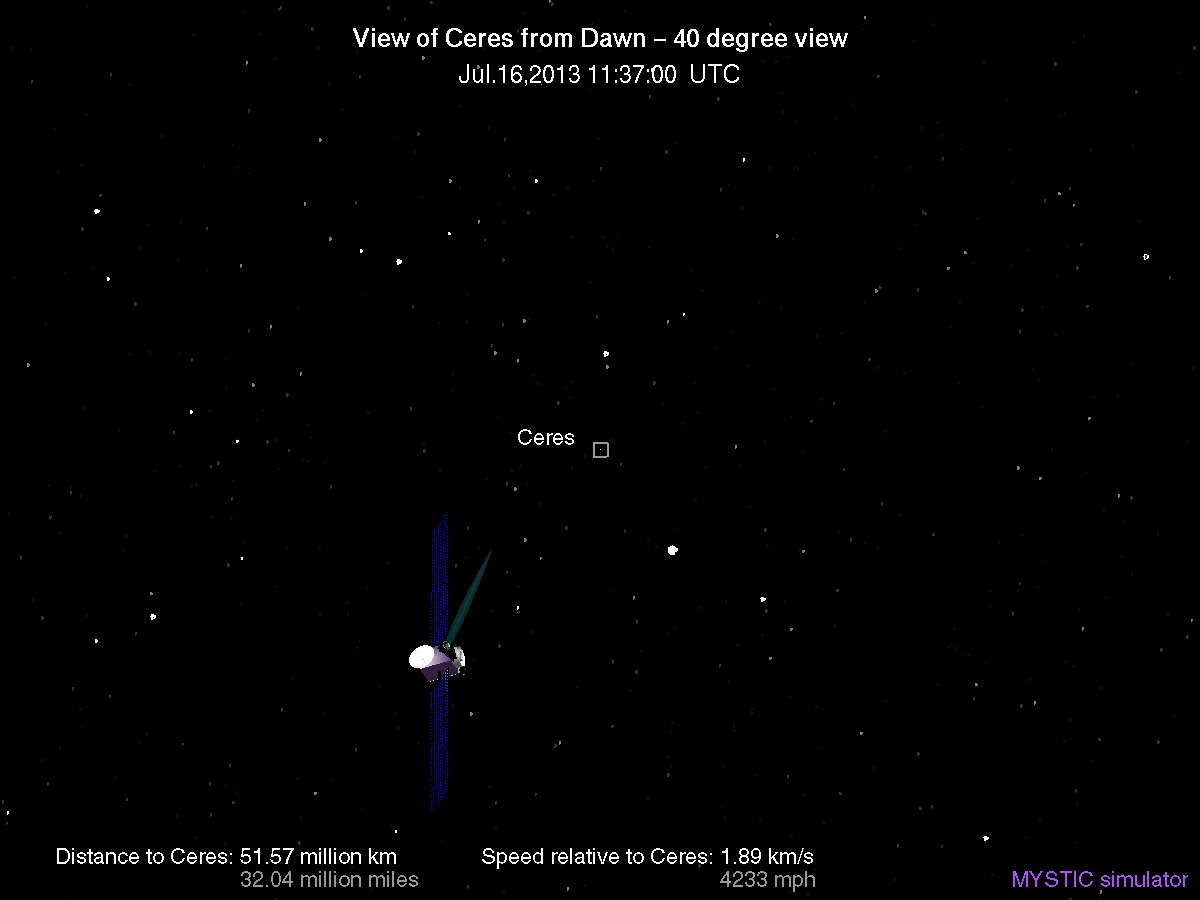 View of Ceres from Dawn – 40 degree view
Jul.16,2013 11:37:00 UTC
Ceres
Distance to Ceres: 51.57 million km
32.04 million miles
Speed relative to Ceres: 1.89 km/s
4233 mph
MYSTIC simulator